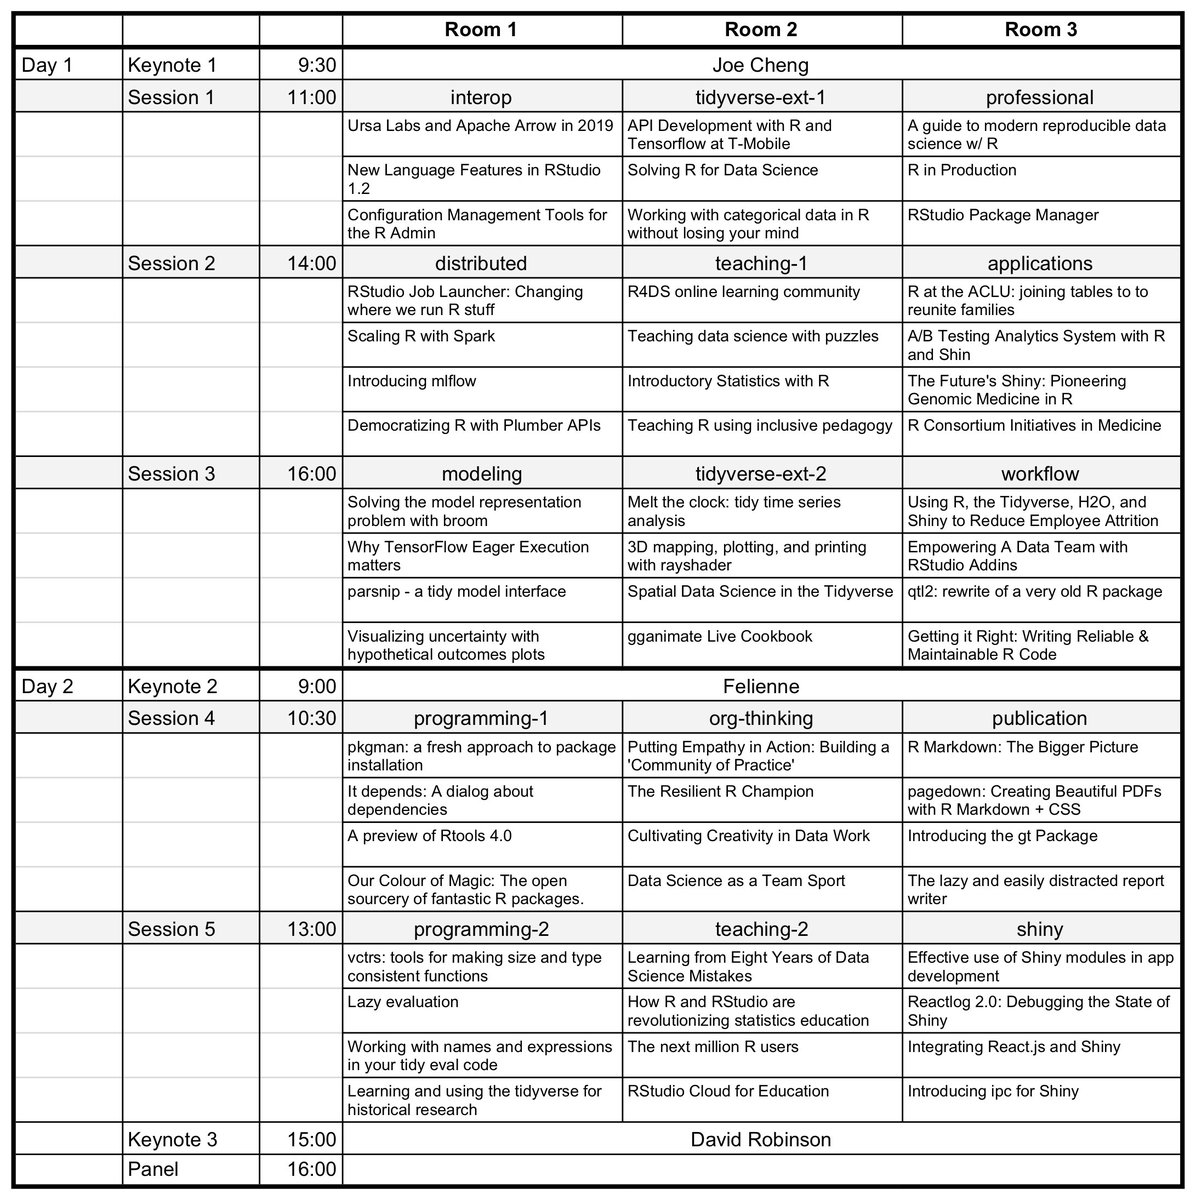 Room 1 Room 2 Room 3
Day 1 Keynote 1 9:30 Joe Cheng
Session 1 11:00 interop tidyverse-ext-1 professional
Ursa Labs and Apache Arrow in 2019
API Development with R and
Tensorflow at T-Mobile
A guide to modern reproducible data
science w/ R
New Language Features in RStudio
1.2
Solving R for Data Science
R in Production
Configuration Management Tools for
the R Admin
Working with categorical data in R
without losing your mind
RStudio Package Manager
Session 2 14:00 distributed teaching-1 applications
RStudio Job Launcher: Changing
where we run R stuff
R4DS online learning community
R at the ACLU: joining tables to to
reunite families
Scaling R with Spark
Teaching data science with puzzles
A/B Testing Analytics System with R
and Shin
Introducing mlflow
Introductory Statistics with R
The Future's Shiny: Pioneering
Genomic Medicine in R
Democratizing R with Plumber APIs
Teaching R using inclusive pedagogy
R Consortium Initiatives in Medicine
Session 3 16:00 modeling tidyverse-ext-2 workflow
Solving the model representation
problem with broom
Melt the clock: tidy time series
analysis
Using R, the Tidyverse, H2O, and
Shiny to Reduce Employee Attrition
Why TensorFlow Eager Execution
matters
3D mapping, plotting, and printing
with rayshader
Empowering A Data Team with
RStudio Addins
parsnip - a tidy model interface
Spatial Data Science in the Tidyverse
qtl2: rewrite of a very old R package
Visualizing uncertainty with
hypothetical outcomes plots
gganimate Live Cookbook
Getting it Right: Writing Reliable &
Maintainable R Code
Day 2 Keynote 2 9:00 Felienne
Session 4 10:30 programming-1 org-thinking publication
pkgman: a fresh approach to package
installation
Putting Empathy in Action: Building a
'Community of Practice'
R Markdown: The Bigger Picture
It depends: A dialog about
dependencies
The Resilient R Champion
pagedown: Creating Beautiful PDFs
with R Markdown + CSS
A preview of Rtools 4.0
Cultivating Creativity in Data Work
Introducing the gt Package
Our Colour of Magic: The open
sourcery of fantastic R packages.
Data Science as a Team Sport
The lazy and easily distracted report
writer
Session 5 13:00 programming-2 teaching-2 shiny
vctrs: tools for making size and type
consistent functions
Learning from Eight Years of Data
Science Mistakes
Effective use of Shiny modules in app
development
Lazy evaluation
How R and RStudio are
revolutionizing statistics education
Reactlog 2.0: Debugging the State of
Shiny
Working with names and expressions
in your tidy eval code
The next million R users
Integrating React.js and Shiny
Learning and using the tidyverse for
historical research
RStudio Cloud for Education
Introducing ipc for Shiny
Keynote 3 15:00 David Robinson
Panel 16:00